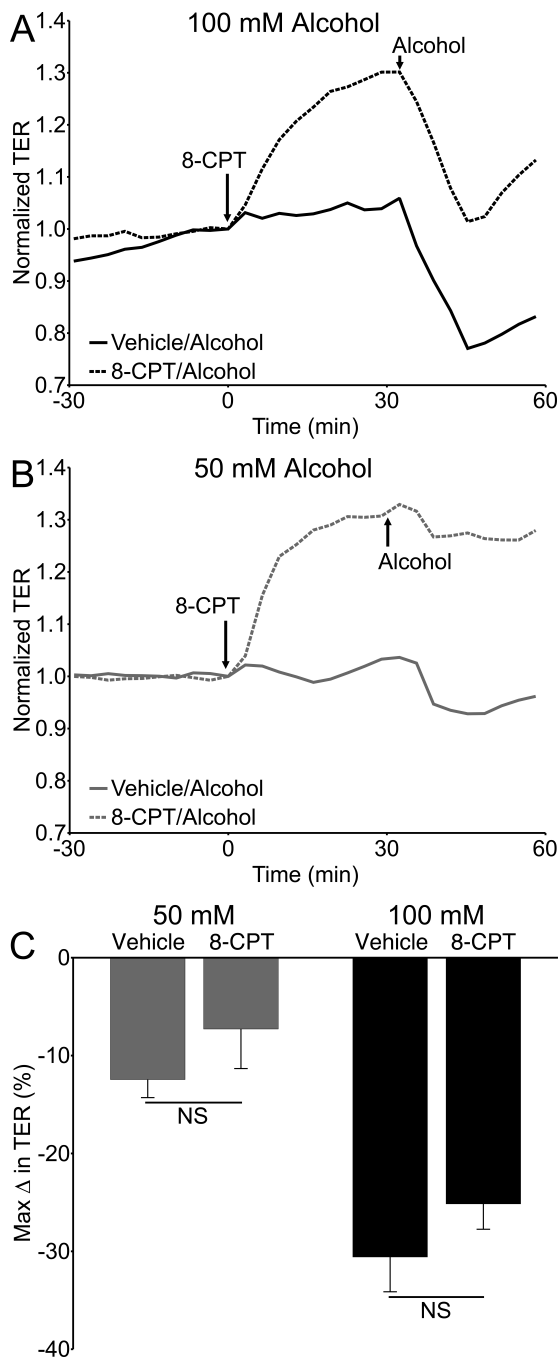 A
100 mM Alcohol
1.4
1.3
1.2
1.1
1.0
0.9
0.8
0.7
Normalized TER
Alcohol
8-CPT
Vehicle/Alcohol
8-CPT/Alcohol
-30
0
30
60
Time (min)
B
50 mM Alcohol
1.4
1.3
1.2
1.1
1.0
0.9
0.8
0.7
Normalized TER
Alcohol
8-CPT
Vehicle/Alcohol
8-CPT/Alcohol
-30
0
30
60
Time (min)
C
50 mM
100 mM
Vehicle
8-CPT
Vehicle
8-CPT
0
-10
-20
-30
-40
Max Δ in TER (%)
NS
NS